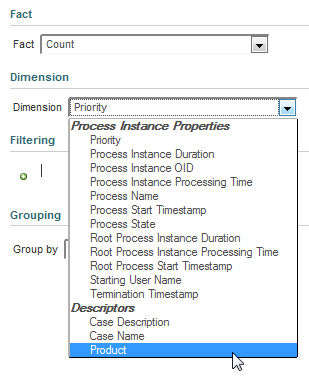 Fact
Fact Count
Dimension
Dimension Priority
Process Instance Properties
Priority
Process Instance Duration
Filtering
Process Instance OID
Process Instance Processing Time
Process Name
Process Start Timestamp
Grouping
Process State
Root Process Instance Duration
Group by
Root Process Instance Processing Time
Root Process Start Timestamp
Starting User Name
Termination Timestamp
Descriptors
Case Description
Case Name
Product